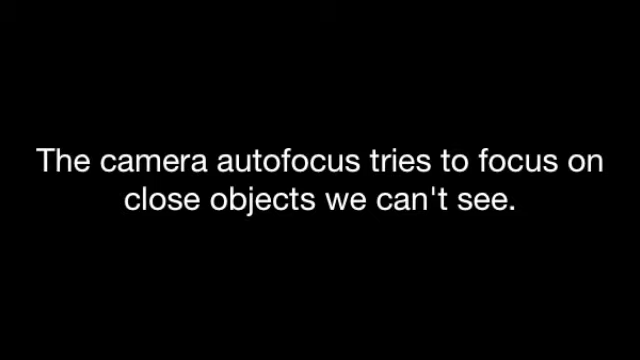 The camera autofocus tries to focus on
close objects we can't see.